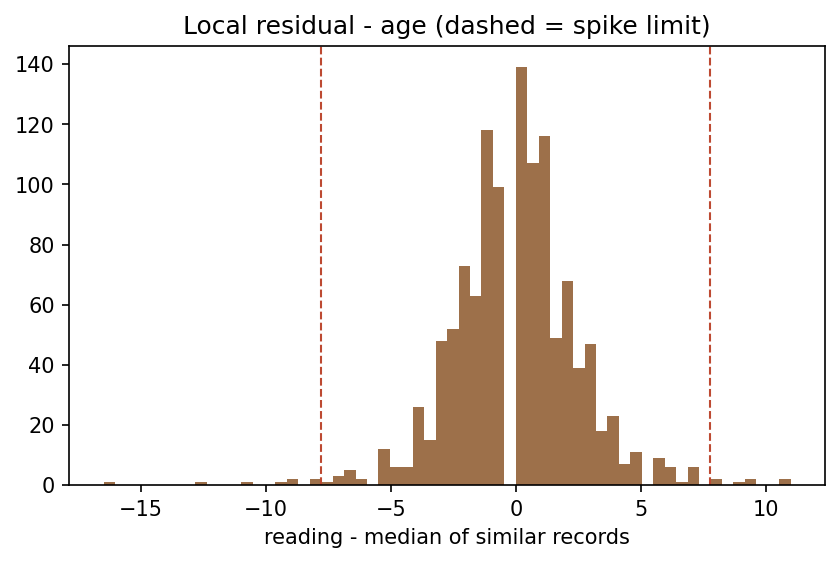 Local residual - age (dashed = spike limit)
140
120
100
80
60
40
20
0
−15 −10 −5 0 5 10
reading - median of similar records